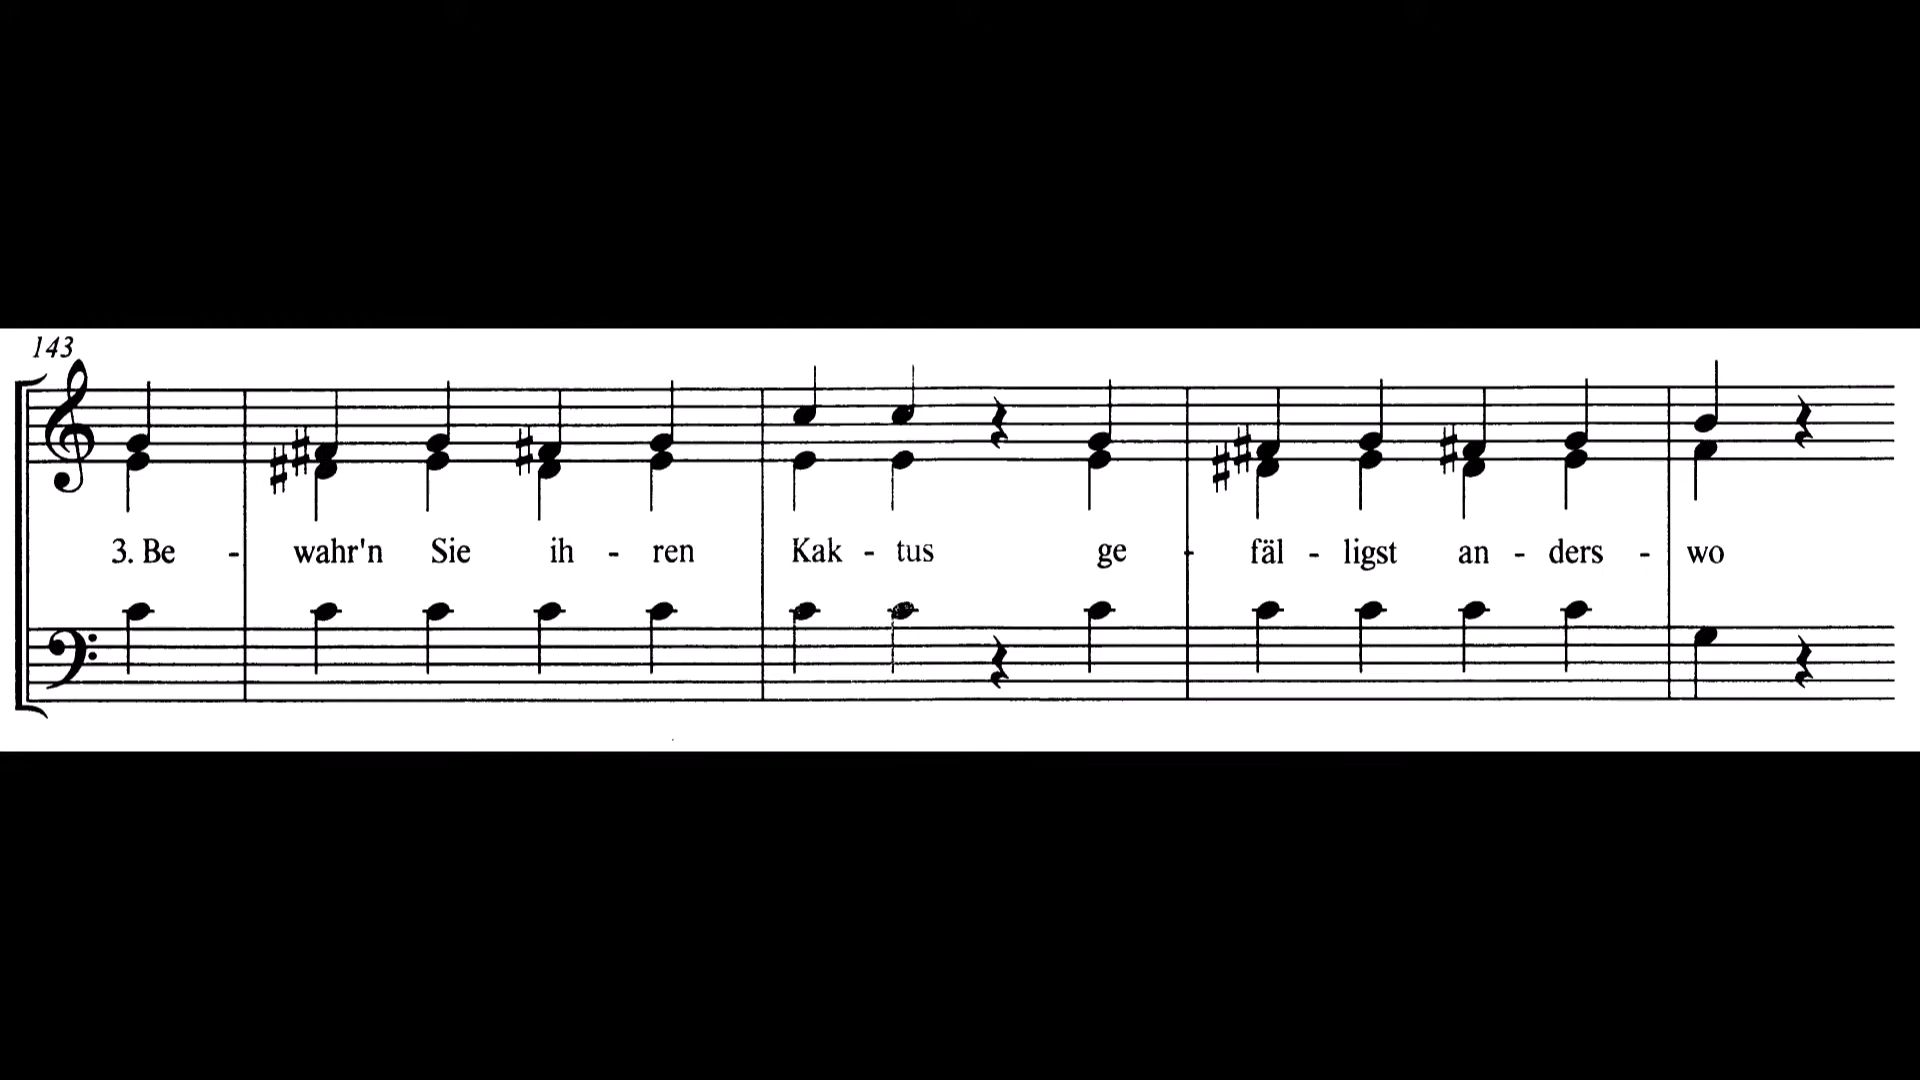 143
3. Be - wahr'n Sie ih - ren Kak - tus ge - fäl - ligst an - ders - wo